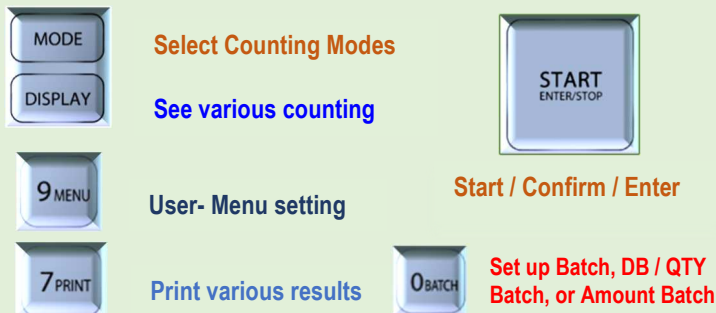 MODE
Select Counting Modes
DISPLAY
See various counting
START
ENTER/STOP
Start / Confirm / Enter
9 MENU
User- Menu setting
7 PRINT
Print various results
0 BATCH
Set up Batch, DB / QTY
Batch, or Amount Batch